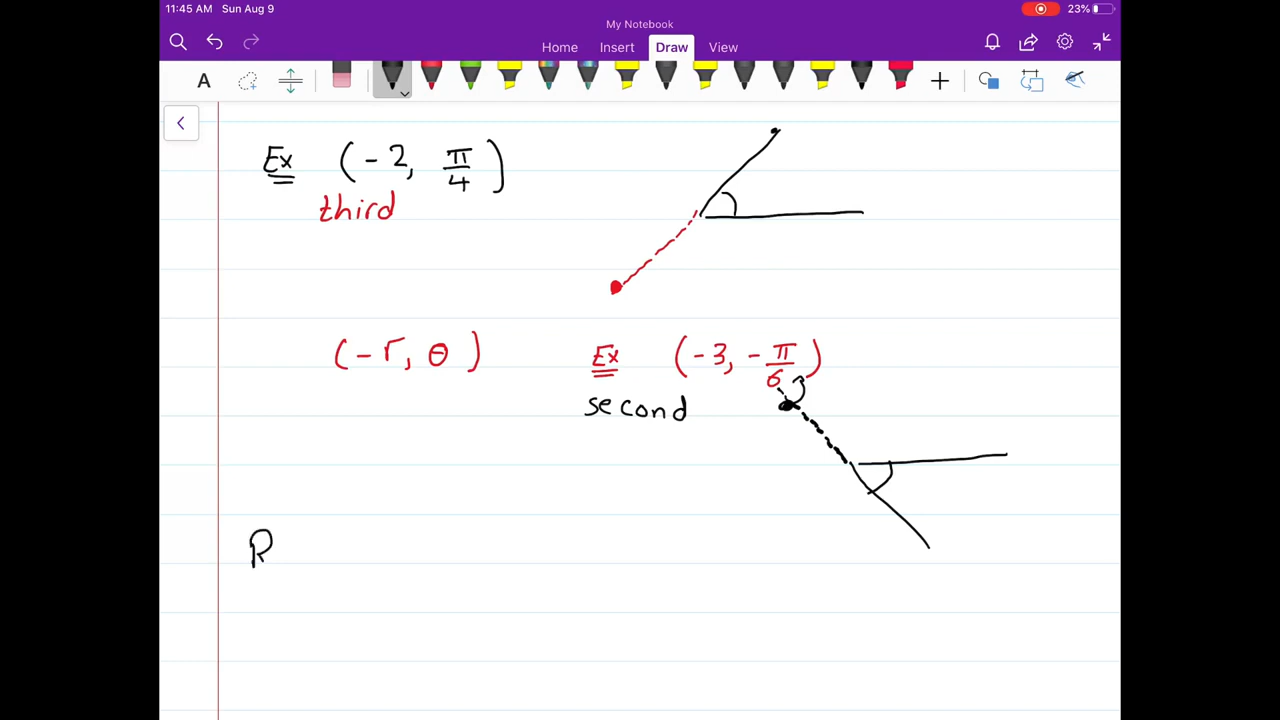 11:45 AM Sun Aug 9
23%
My Notebook
Home Insert Draw View
A
Ex (-2, π/4)
third
(-r, θ) Ex (-3, -π/6)
3
second
R